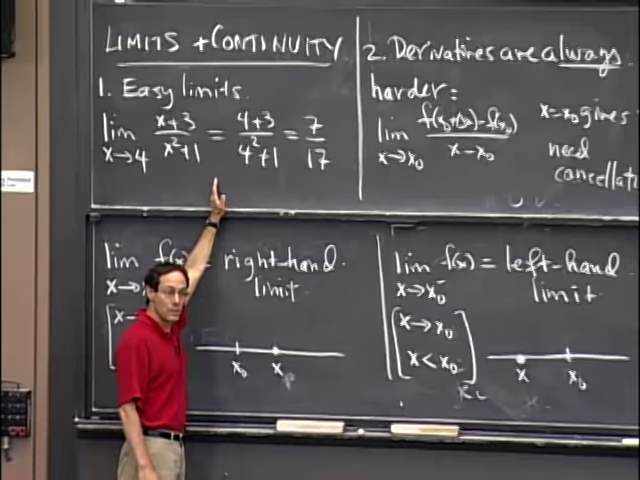 LIMITS + CONTINUITY
1. Easy limits.
lim x→4 (x+3)/(x²+1) = (4+3)/(4²+1) = 7/17
2. Derivatives are always
harder:
lim x→x₀ (f(x₀+Δx)-f(x₀))/(x-x₀)
x=x₀ gives
need
lim f(x right-hand
x→ limit.
x-
x₀ x
lim x→x₀⁻ f(x) = left-hand
limit
x→x₀
x<x₀
x x₀